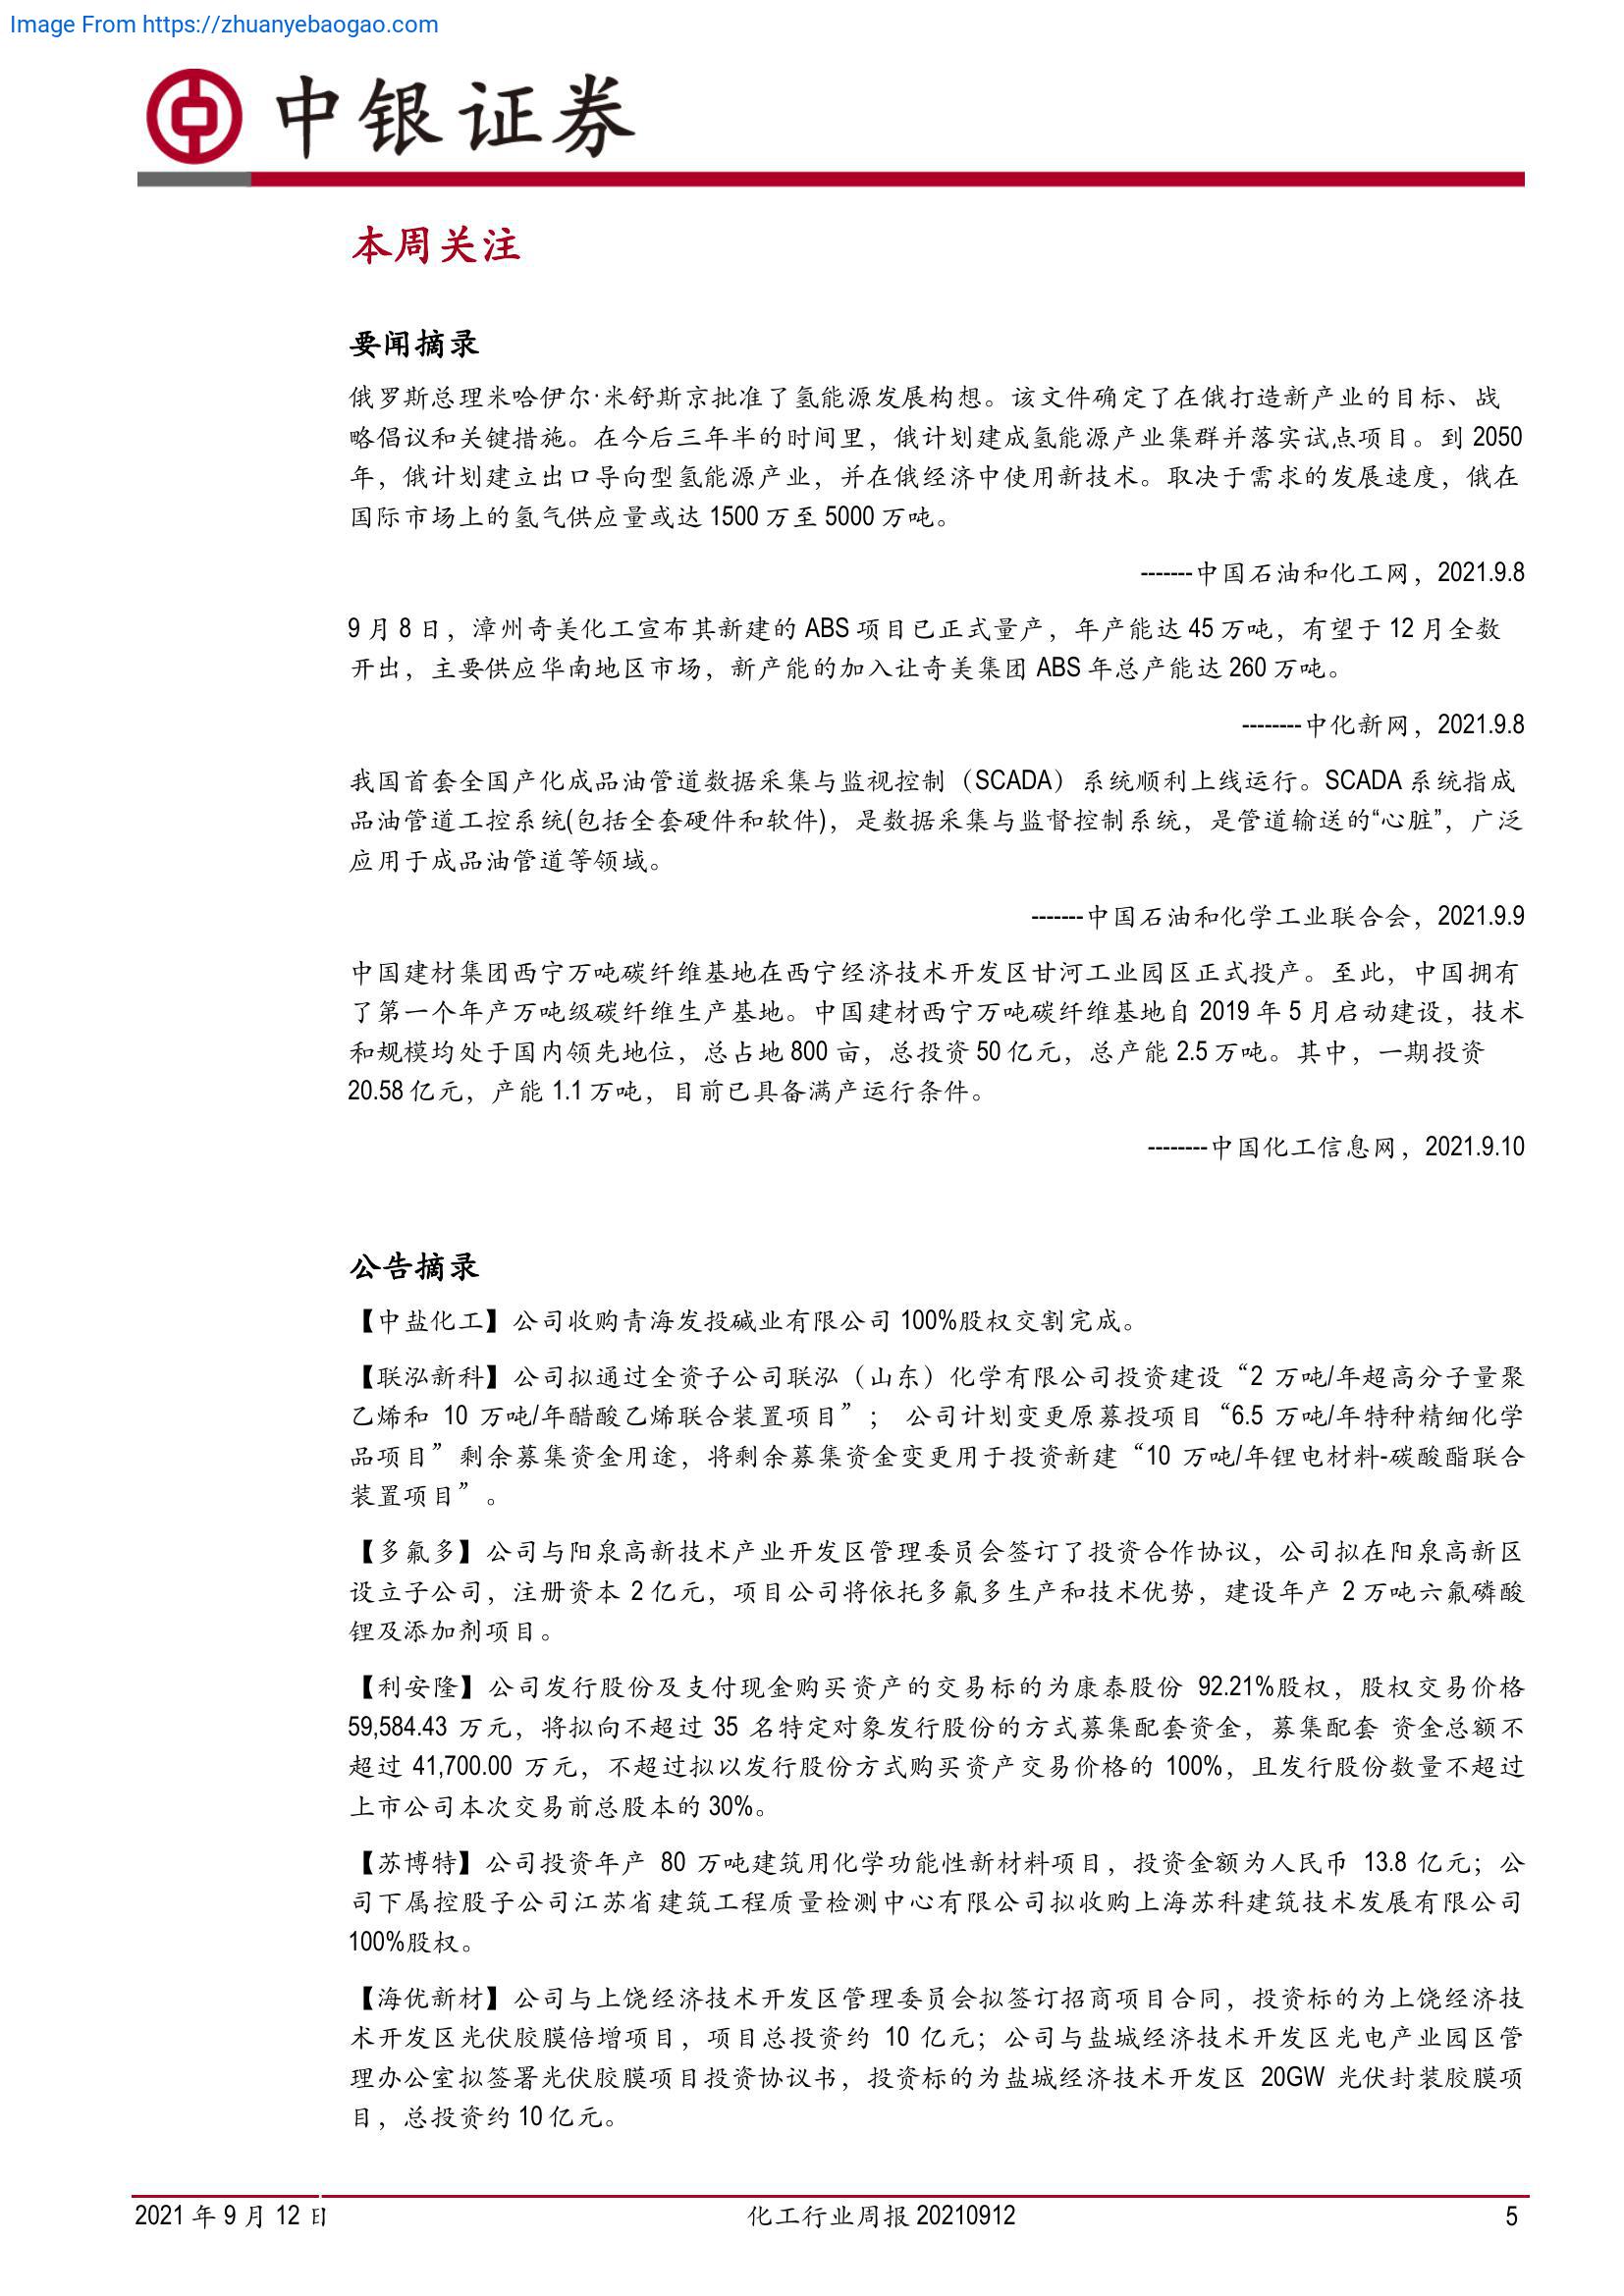 Image From https://zhuanyebaogao.com
中银证券
本周关注
要闻摘录
俄罗斯总理米哈伊尔·米舒斯京批准了氢能源发展构想。该文件确定了在俄打造新产业的目标、战
略倡议和关键措施。在今后三年半的时间里，俄计划建成氢能源产业集群并落实试点项目。到 2050
年，俄计划建立出口导向型氢能源产业，并在俄经济中使用新技术。取决于需求的发展速度，俄在
国际市场上的氢气供应量或达 1500 万至 5000 万吨。
-------中国石油和化工网，2021.9.8
9 月 8 日，漳州奇美化工宣布其新建的 ABS 项目已正式量产，年产能达 45 万吨，有望于 12 月全数
开出，主要供应华南地区市场，新产能的加入让奇美集团 ABS 年总产能达 260 万吨。
--------中化新网，2021.9.8
我国首套全国产化成品油管道数据采集与监视控制（SCADA）系统顺利上线运行。SCADA 系统指成
品油管道工控系统(包括全套硬件和软件)，是数据采集与监督控制系统，是管道输送的“心脏”，广泛
应用于成品油管道等领域。
-------中国石油和化学工业联合会，2021.9.9
中国建材集团西宁万吨碳纤维基地在西宁经济技术开发区甘河工业园区正式投产。至此，中国拥有
了第一个年产万吨级碳纤维生产基地。中国建材西宁万吨碳纤维基地自 2019 年 5 月启动建设，技术
和规模均处于国内领先地位，总占地 800 亩，总投资 50 亿元，总产能 2.5 万吨。其中，一期投资
20.58 亿元，产能 1.1 万吨，目前已具备满产运行条件。
--------中国化工信息网，2021.9.10
公告摘录
【中盐化工】公司收购青海发投碱业有限公司 100%股权交割完成。
【联泓新科】公司拟通过全资子公司联泓（山东）化学有限公司投资建设“2 万吨/年超高分子量聚
乙烯和 10 万吨/年醋酸乙烯联合装置项目”； 公司计划变更原募投项目“6.5 万吨/年特种精细化学
品项目”剩余募集资金用途，将剩余募集资金变更用于投资新建“10 万吨/年锂电材料-碳酸酯联合
装置项目”。
【多氟多】公司与阳泉高新技术产业开发区管理委员会签订了投资合作协议，公司拟在阳泉高新区
设立子公司，注册资本 2 亿元，项目公司将依托多氟多生产和技术优势，建设年产 2 万吨六氟磷酸
锂及添加剂项目。
【利安隆】公司发行股份及支付现金购买资产的交易标的为康泰股份 92.21%股权，股权交易价格
59,584.43 万元，将拟向不超过 35 名特定对象发行股份的方式募集配套资金，募集配套 资金总额不
超过 41,700.00 万元，不超过拟以发行股份方式购买资产交易价格的 100%，且发行股份数量不超过
上市公司本次交易前总股本的 30%。
【苏博特】公司投资年产 80 万吨建筑用化学功能性新材料项目，投资金额为人民币 13.8 亿元；公
司下属控股子公司江苏省建筑工程质量检测中心有限公司拟收购上海苏科建筑技术发展有限公司
100%股权。
【海优新材】公司与上饶经济技术开发区管理委员会拟签订招商项目合同，投资标的为上饶经济技
术开发区光伏胶膜倍增项目，项目总投资约 10 亿元；公司与盐城经济技术开发区光电产业园区管
理办公室拟签署光伏胶膜项目投资协议书，投资标的为盐城经济技术开发区 20GW 光伏封装胶膜项
目，总投资约 10 亿元。
2021 年 9 月 12 日
化工行业周报 20210912
5